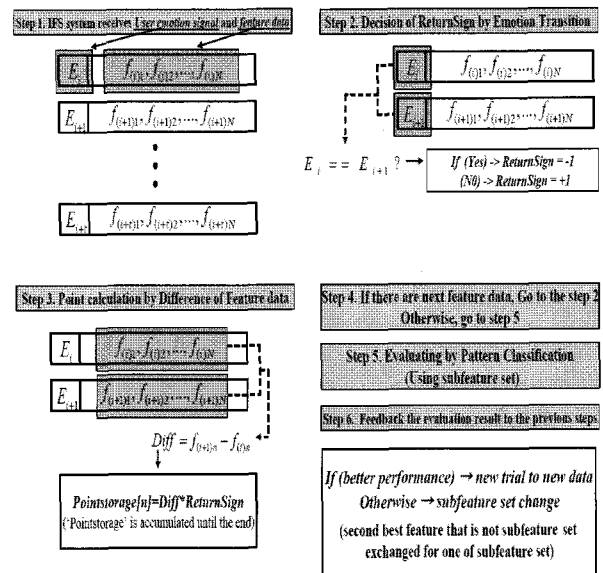 Step 1. IFS system receives User emotion signal and feature data
E_i f_(i)1, f_(i)2,..., f_(i)N
E_i+1 f_(i+1)1, f_(i+1)2,..., f_(i+1)N
E_i+t f_(i+t)1, f_(i+t)2,..., f_(i+t)N
Step 2. Decision of ReturnSign by Emotion Transition
E_i f_(i)1, f_(i)2,..., f_(i)N
E_i+1 f_(i+1)1, f_(i+1)2,..., f_(i+1)N
E_i == E_i+1 ?
If (Yes) -> ReturnSign = -1
(N0) -> ReturnSign = +1
Step 3. Point calculation by Difference of Feature data
E_i f_(i)1, f_(i)2,..., f_(i)N
E_i+1 f_(i+1)1, f_(i+1)2,..., f_(i+1)N
Diff = f_(i+1)n – f_(i)n
Pointstorage[n]=Diff*ReturnSign
('Pointstorage' is accumulated until the end)
Step 4. If there are next feature data, Go to the step 2
Otherwise, go to step 5
Step 5. Evaluating by Pattern Classification
(Using subfeature set)
Step 6. Feedback the evaluation result to the previous steps
If (better performance) → new trial to new data
Otherwise → subfeature set change
(second best feature that is not subfeature set
exchanged for one of subfeature set)